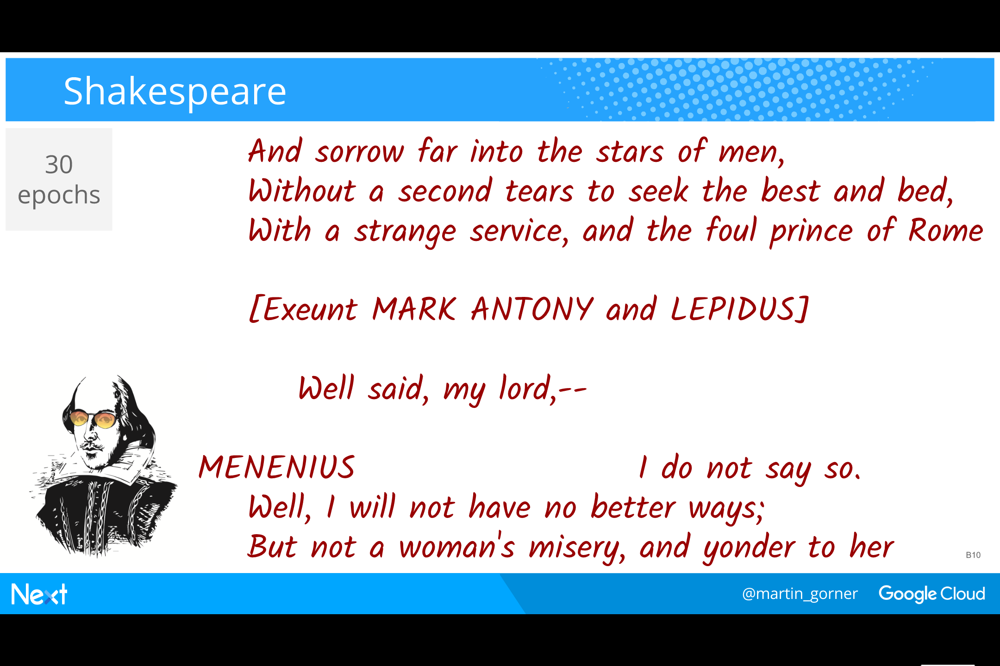 Shakespeare
30
epochs
And sorrow far into the stars of men,
Without a second tears to seek the best and bed,
With a strange service, and the foul prince of Rome
[Exeunt MARK ANTONY and LEPIDUS]
Well said, my lord,--
MENENIUS I do not say so.
Well, I will not have no better ways;
But not a woman's misery, and yonder to her
B10
Next
@martin_gorner Google Cloud